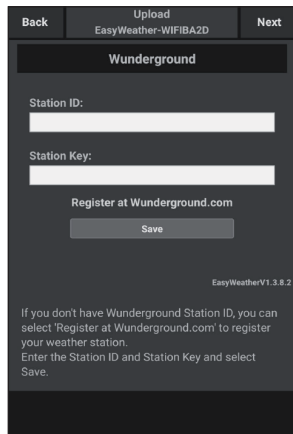 Back
Upload
Next
EasyWeather-WIFIBA2D
Wunderground
Station ID:
Station Key:
Register at Wunderground.com
Save
EasyWeatherV1.3.8.2
If you don't have Wunderground Station ID, you can
select 'Register at Wunderground.com' to register
your weather station.
Enter the Station ID and Station Key and select
Save.